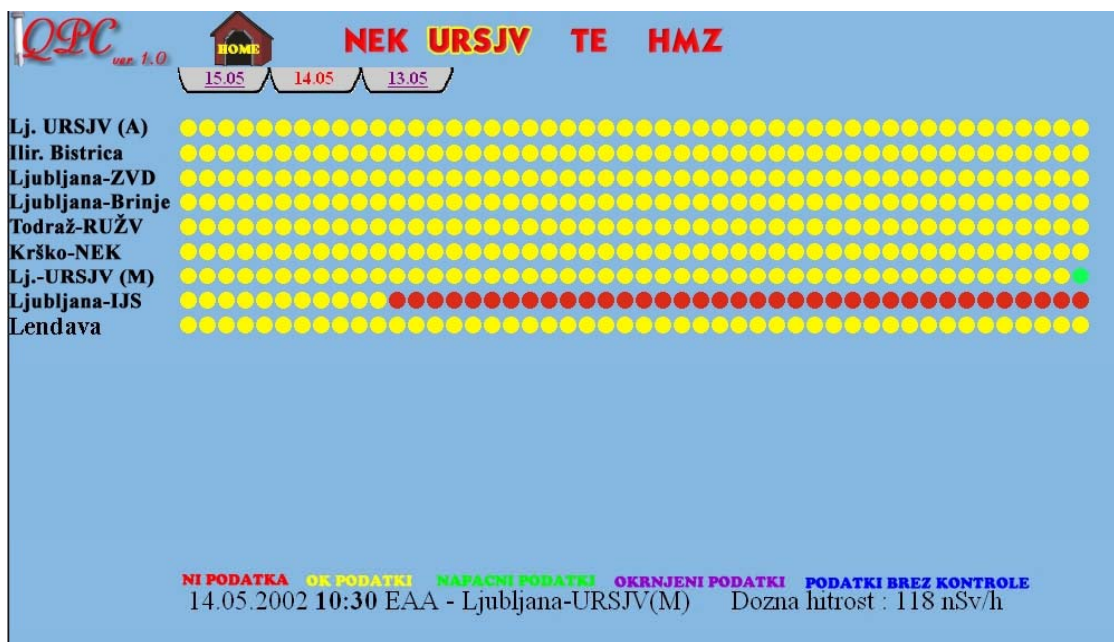 QPC ver. 1.0 HOME NEK URSJV TE HMZ
15.05 14.05 13.05
Lj. URSJV (A)
Ilir. Bistrica
Ljubljana-ZVD
Ljubljana-Brinje
Todraž-RUŽV
Krško-NEK
Lj.-URSJV (M)
Ljubljana-IJS
Lendava
NI PODATKA OK PODATKI NAPACNI PODATKI OKRNJENI PODATKI PODATKI BREZ KONTROLE
14.05.2002 10:30 EAA - Ljubljana-URSJV(M) Dozna hitrost : 118 nSv/h